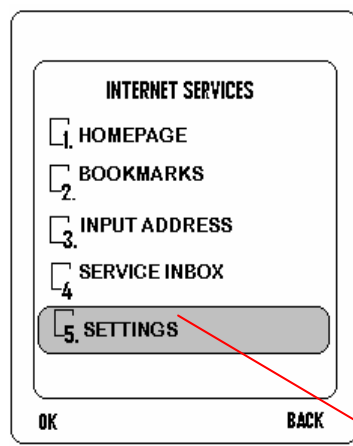 INTERNET SERVICES
1. HOMEPAGE
2. BOOKMARKS
3. INPUT ADDRESS
4 SERVICE INBOX
5. SETTINGS
OK BACK